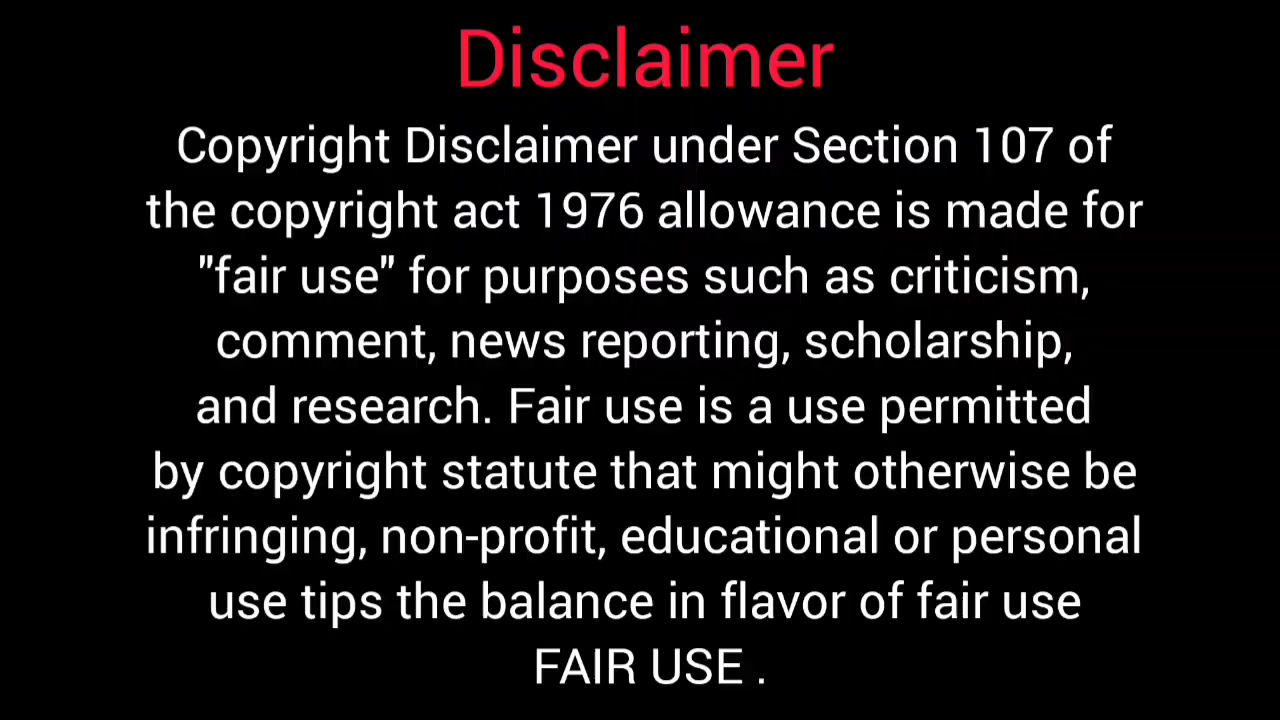 Disclaimer
Copyright Disclaimer under Section 107 of
the copyright act 1976 allowance is made for
"fair use" for purposes such as criticism,
comment, news reporting, scholarship,
and research. Fair use is a use permitted
by copyright statute that might otherwise be
infringing, non-profit, educational or personal
use tips the balance in flavor of fair use
FAIR USE .